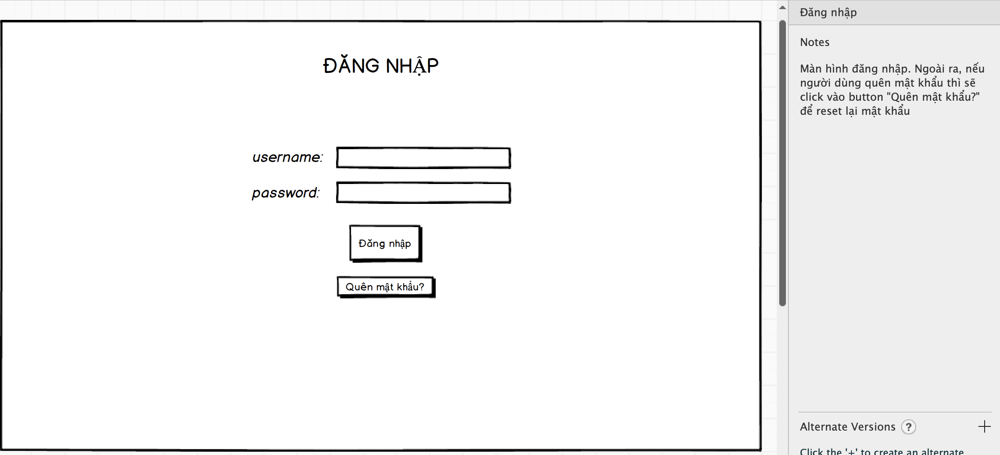 ĐĂNG NHẬP
username:
password:
Đăng nhập
Quên mật khẩu?
Đăng nhập
Notes
Màn hình đăng nhập. Ngoài ra, nếu
người dùng quên mật khẩu thì sẽ
click vào button "Quên mật khẩu?"
để reset lại mật khẩu
Alternate Versions ?
Click the '+' to create an alternate